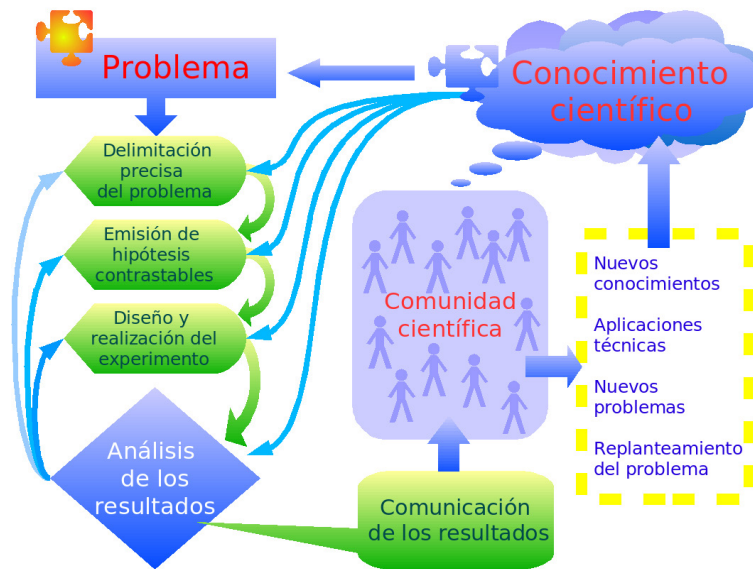 Problema
Conocimiento
científico
Delimitación
precisa
del problema
Emisión de
hipótesis
contrastables
Diseño y
realización del
experimento
Análisis
de los
resultados
Comunicación
de los resultados
Comunidad
científica
Nuevos
conocimientos
Aplicaciones
técnicas
Nuevos
problemas
Replanteamiento
del problema